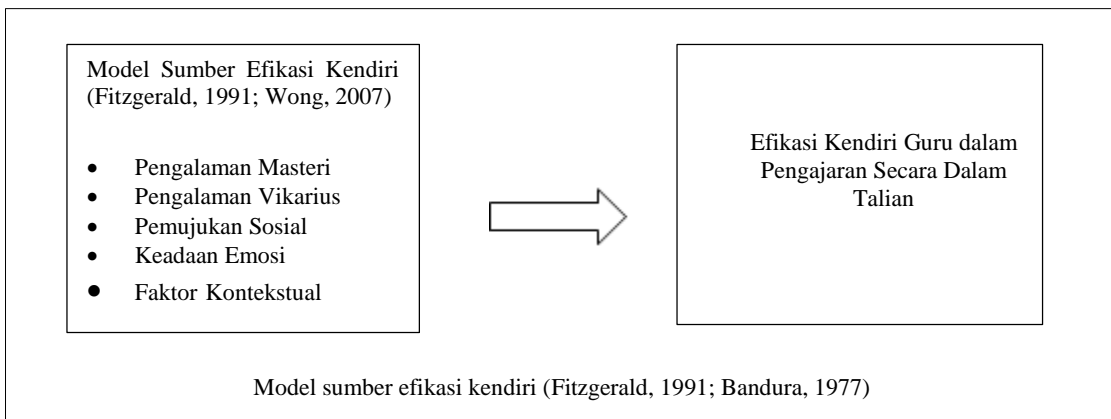 Model Sumber Efikasi Kendiri
(Fitzgerald, 1991; Wong, 2007)
• Pengalaman Masteri
• Pengalaman Vikarius
• Pemujukan Sosial
• Keadaan Emosi
• Faktor Kontekstual
Efikasi Kendiri Guru dalam
Pengajaran Secara Dalam
Talian
Model sumber efikasi kendiri (Fitzgerald, 1991; Bandura, 1977)